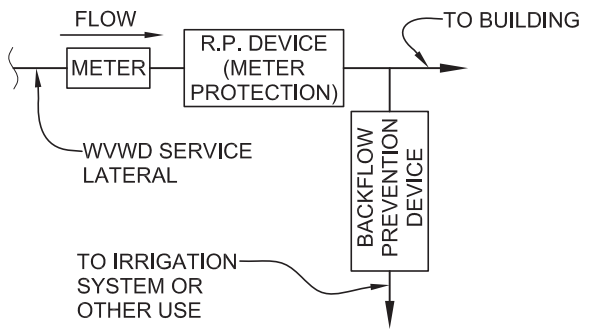 FLOW
TO BUILDING
METER
R.P. DEVICE
(METER
PROTECTION)
WVWD SERVICE
LATERAL
BACKFLOW
PREVENTION
DEVICE
TO IRRIGATION
SYSTEM OR
OTHER USE